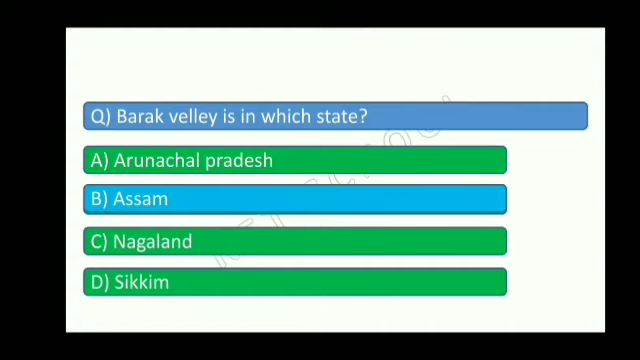 Q) Barak velley is in which state?
A) Arunachal pradesh
B) Assam
C) Nagaland
D) Sikkim